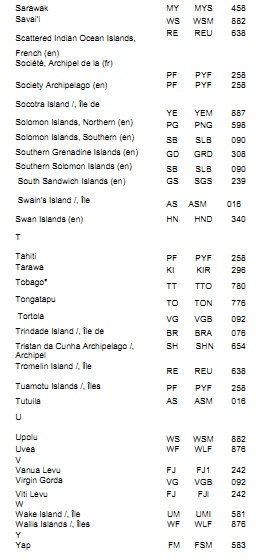 Sarawak MY MYS 458
Savai'i WS WSM 882
Scattered Indian Ocean Islands, RE REU 638
French (en)
Société, Archipel de la (fr)
PF PYF 258
Society Archipelago (en) PF PYF 258
Socotra Island /, Île de
YE YEM 887
Solomon Islands, Northern (en) PG PNG 598
Solomon Islands, Southern (en) SB SLB 090
Southern Grenadine Islands (en) GD GRD 308
Southern Solomon Islands (en) SB SLB 090
South Sandwich Islands (en) GS SGS 239
Swain's Island /, Île AS ASM 016
Swan Islands (en) HN HND 340
T
Tahiti PF PYF 258
Tarawa KI KIR 296
Tobago* TT TTO 780
Tongatapu TO TON 776
Tortola VG VGB 092
Trindade Island /, Île de BR BRA 076
Tristan da Cunha Archipelago /, SH SHN 654
Archipel
Tromelin Island /, Île RE REU 638
Tuamotu Islands /, Îles PF PYF 258
Tutuila AS ASM 016
U
Upolu WS WSM 882
Uvea WF WLF 876
V
Vanua Levu FJ FJ1 242
Virgin Gorda VG VGB 092
Viti Levu FJ FJI 242
W
Wake Island /, Île UM UMI 581
Wallis Islands /, Îles WF WLF 876
Y
Yap FM FSM 583